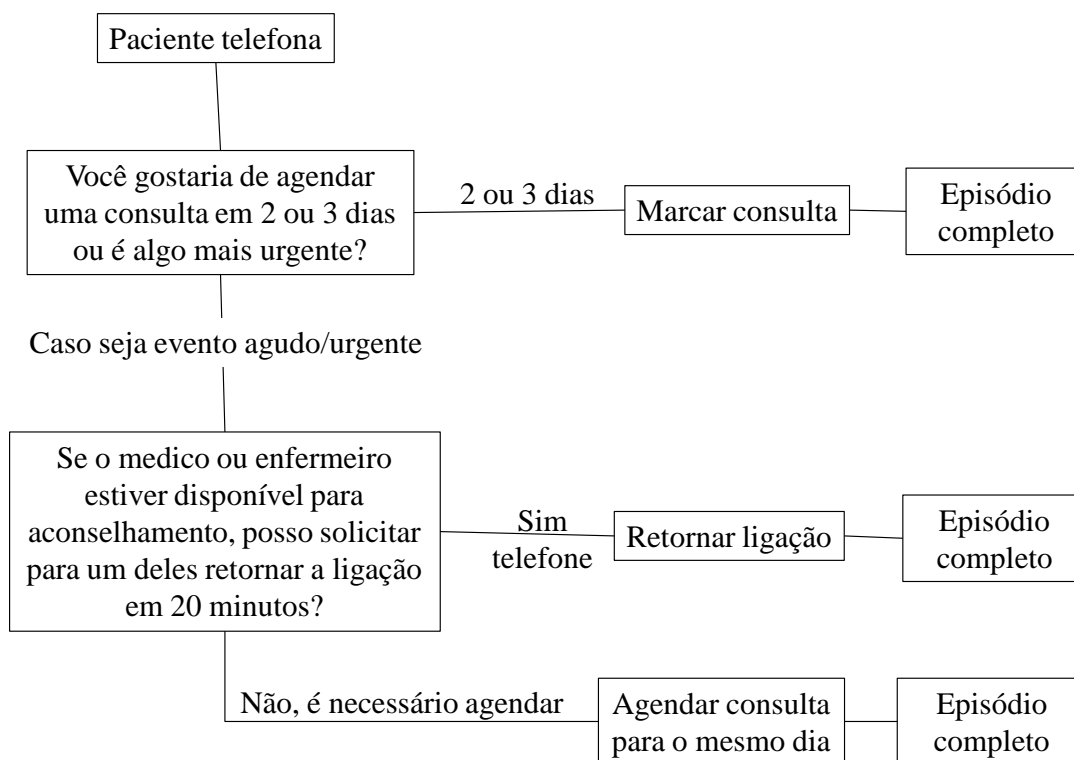 Paciente telefona
Você gostaria de agendar
uma consulta em 2 ou 3 dias
ou é algo mais urgente?
2 ou 3 dias
Marcar consulta
Episódio
completo
Caso seja evento agudo/urgente
Se o medico ou enfermeiro
estiver disponível para
aconselhamento, posso solicitar
para um deles retornar a ligação
em 20 minutos?
Sim
telefone
Retornar ligação
Episódio
completo
Não, é necessário agendar
Agendar consulta
para o mesmo dia
Episódio
completo